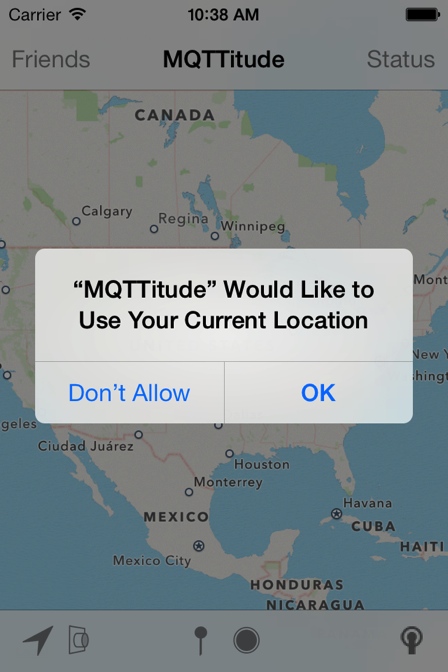 Carrier 10:38 AM
Friends MQTTitude Status
CANADA
Calgary
Regina
Winnipeg
Mont
“MQTTitude” Would Like to
Use Your Current Location
New Y
shingt
Don’t Allow OK
geles
Ciudad Juárez
Houston
Monterrey
Havana
MEXICO
CUBA
HAITI
Mexico City
HONDURAS
NICARAGUA